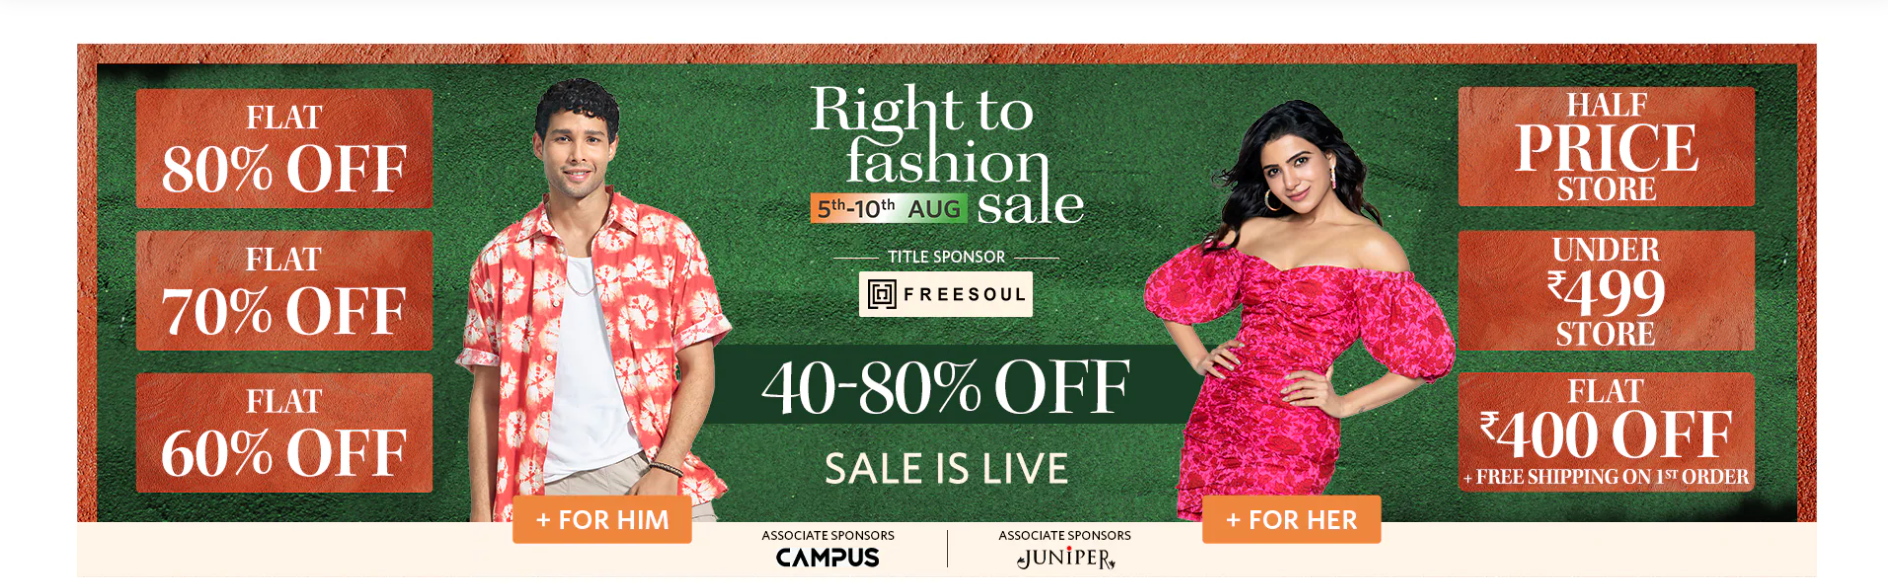 FLAT
80% OFF
FLAT
70% OFF
FLAT
60% OFF
Right to
fashion
sale
5th-10th AUG
TITLE SPONSOR
FREESOUL
40-80% OFF
SALE IS LIVE
HALF
PRICE
STORE
UNDER
₹499
STORE
FLAT
₹400 OFF
+ FREE SHIPPING ON 1ST ORDER
+ FOR HIM
+ FOR HER
ASSOCIATE SPONSORS
CAMPUS
ASSOCIATE SPONSORS
JUNIPER